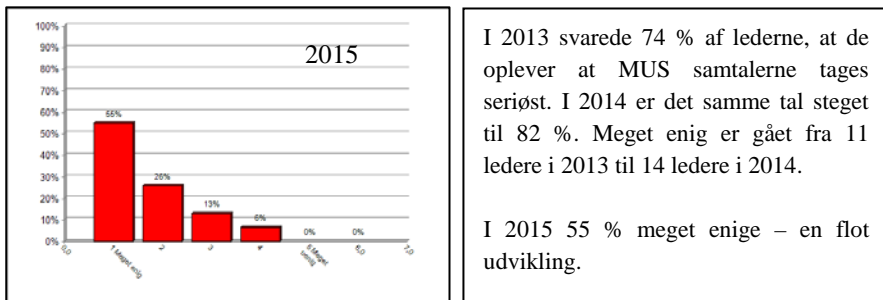 100%
90%
2015
80%
70%
60%
55%
50%
40%
30%
26%
20%
13%
10%
6%
0%
0%
0%
0,0
1 Meget enig
2
3
4
5 Meget uenig
6,0
7,0
I 2013 svarede 74 % af lederne, at de
oplever at MUS samtalerne tages
seriøst. I 2014 er det samme tal steget
til 82 %. Meget enig er gået fra 11
ledere i 2013 til 14 ledere i 2014.
I 2015 55 % meget enige – en flot
udvikling.